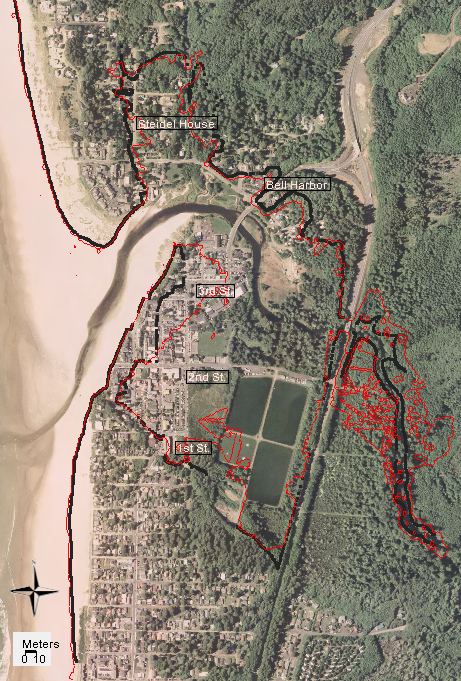 Steidel House
Bell Harbor
3rd St.
2nd St.
1st St.
Meters
0 10